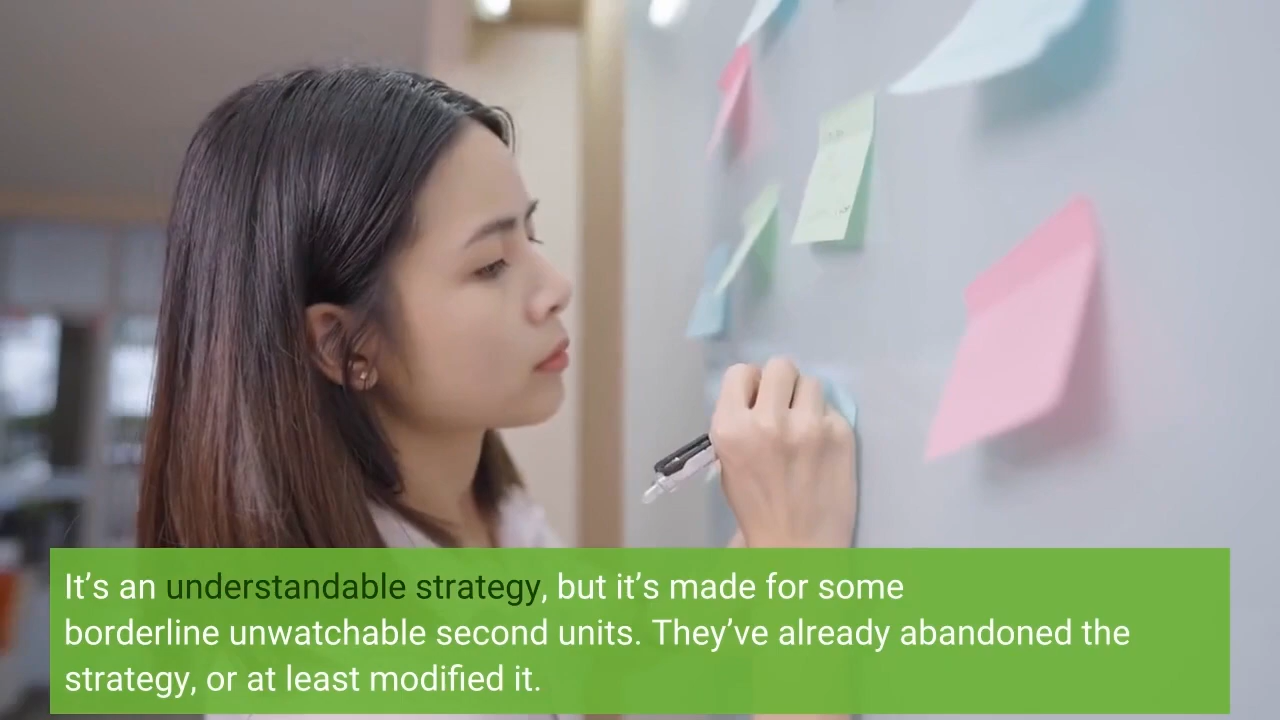 It’s an understandable strategy, but it’s made for some
borderline unwatchable second units. They’ve already abandoned the
strategy, or at least modified it.